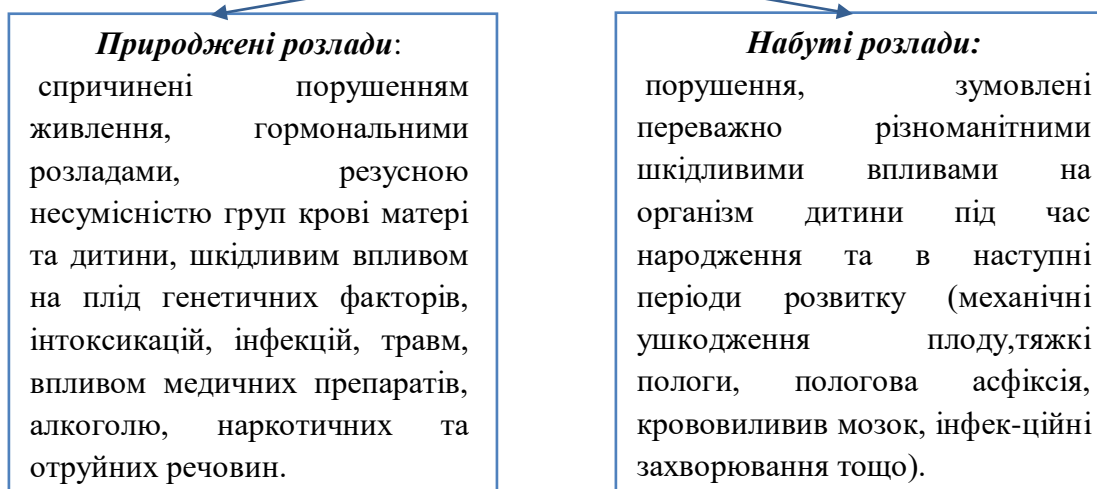 Природжені розлади:
спричинені порушенням
живлення, гормональними
розладами, резусною
несумісністю груп крові матері
та дитини, шкідливим впливом
на плід генетичних факторів,
інтоксикацій, інфекцій, травм,
впливом медичних препаратів,
алкоголю, наркотичних та
отруйних речовин.
Набуті розлади:
порушення, зумовлені
переважно різноманітними
шкідливими впливами на
організм дитини під час
народження та в наступні
періоди розвитку (механічні
ушкодження плоду,тяжкі
пологи, пологова асфіксія,
крововиливив мозок, інфек-ційні
захворювання тощо).